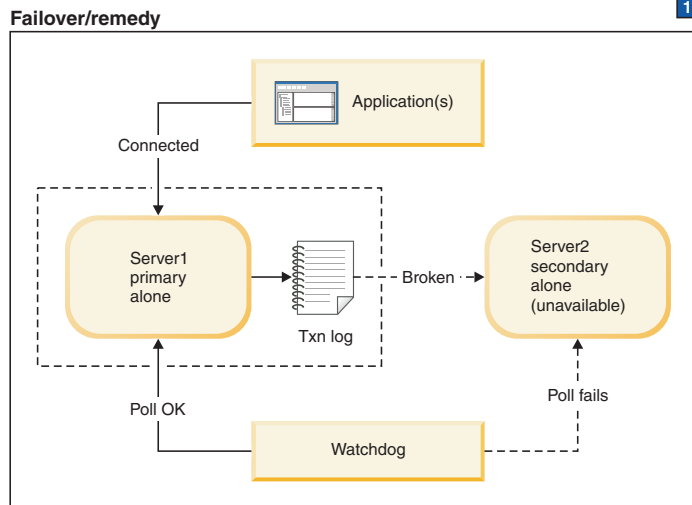 Failover/remedy
1
Application(s)
Connected
Server1
primary
alone
Txn log
Broken
Server2
secondary
alone
(unavailable)
Poll OK
Poll fails
Watchdog